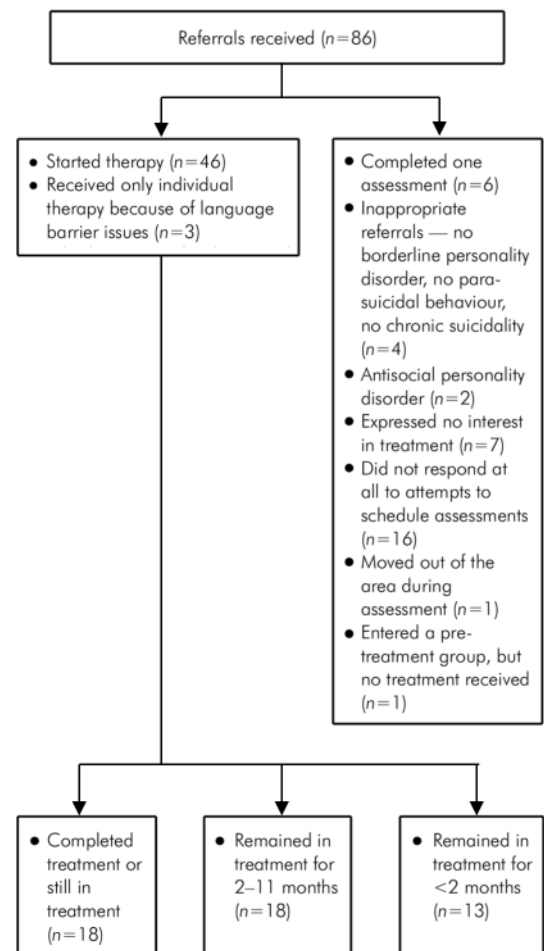 Referrals received (n=86)
● Started therapy (n=46)
● Received only individual
therapy because of language
barrier issues (n=3)
● Completed one
assessment (n=6)
● Inappropriate
referrals — no
borderline personality
disorder, no para-
suicidal behaviour,
no chronic suicidality
(n=4)
● Antisocial personality
disorder (n=2)
● Expressed no interest
in treatment (n=7)
● Did not respond at
all to attempts to
schedule assessments
(n=16)
● Moved out of the
area during
assessment (n=1)
● Entered a pre-
treatment group, but
no treatment received
(n=1)
● Completed
treatment or
still in
treatment
(n=18)
● Remained in
treatment for
2–11 months
(n=18)
● Remained in
treatment for
<2 months
(n=13)